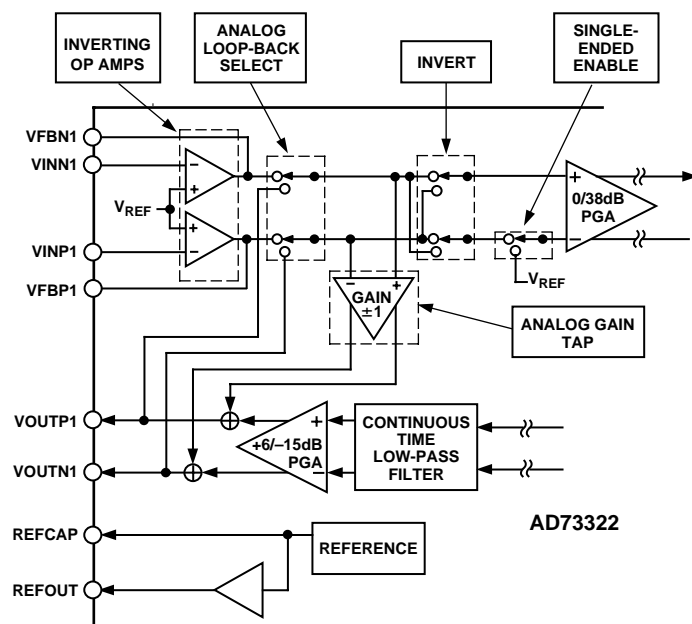 INVERTING
OP AMPS
ANALOG
LOOP-BACK
SELECT
INVERT
SINGLE-
ENDED
ENABLE
VFBN1
VINN1
VREF
VINP1
VFBP1
−
+
+
−
+
0/38dB
PGA
−
VREF
−
+
GAIN
±1
ANALOG GAIN
TAP
VOUTP1
VOUTN1
+
+6/–15dB
PGA
−
CONTINUOUS
TIME
LOW-PASS
FILTER
AD73322
REFCAP
REFERENCE
REFOUT